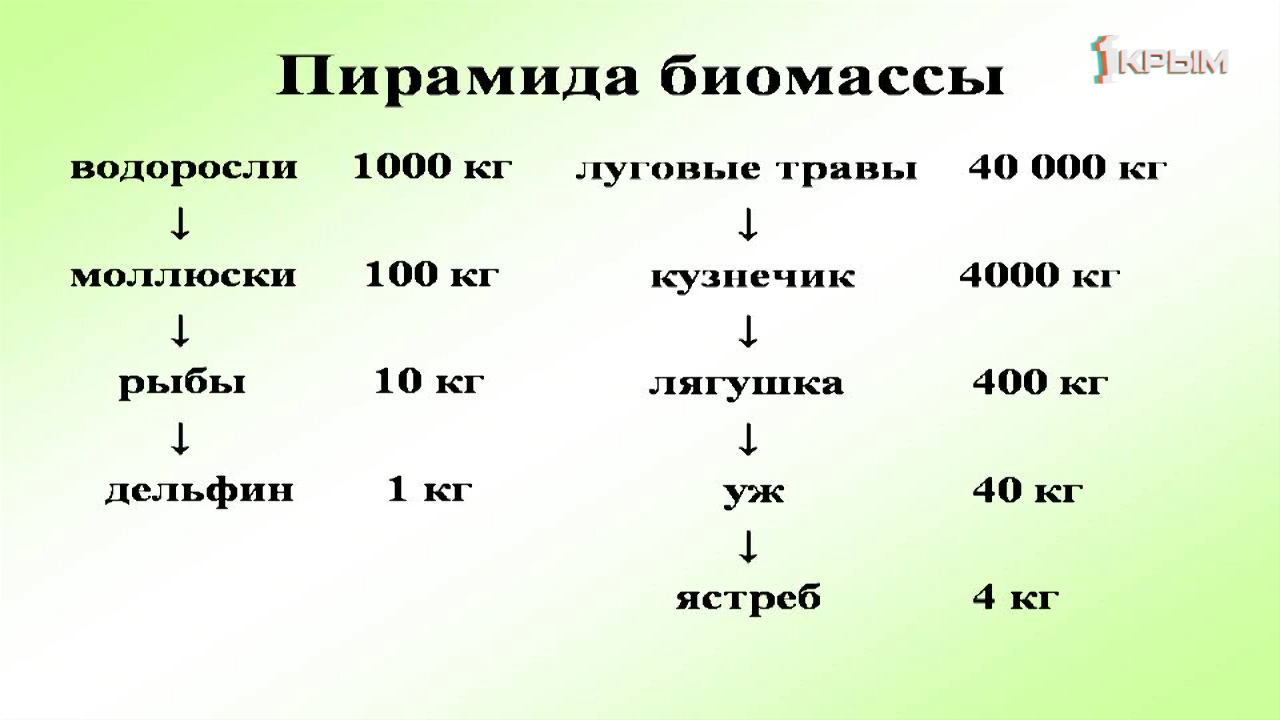 Пирамида биомассы
1КРЫМ
водоросли 1000 кг луговые травы 40 000 кг
↓ ↓
моллюски 100 кг кузнечик 4000 кг
↓ ↓
рыбы 10 кг лягушка 400 кг
↓ ↓
дельфин 1 кг уж 40 кг
↓
ястреб 4 кг